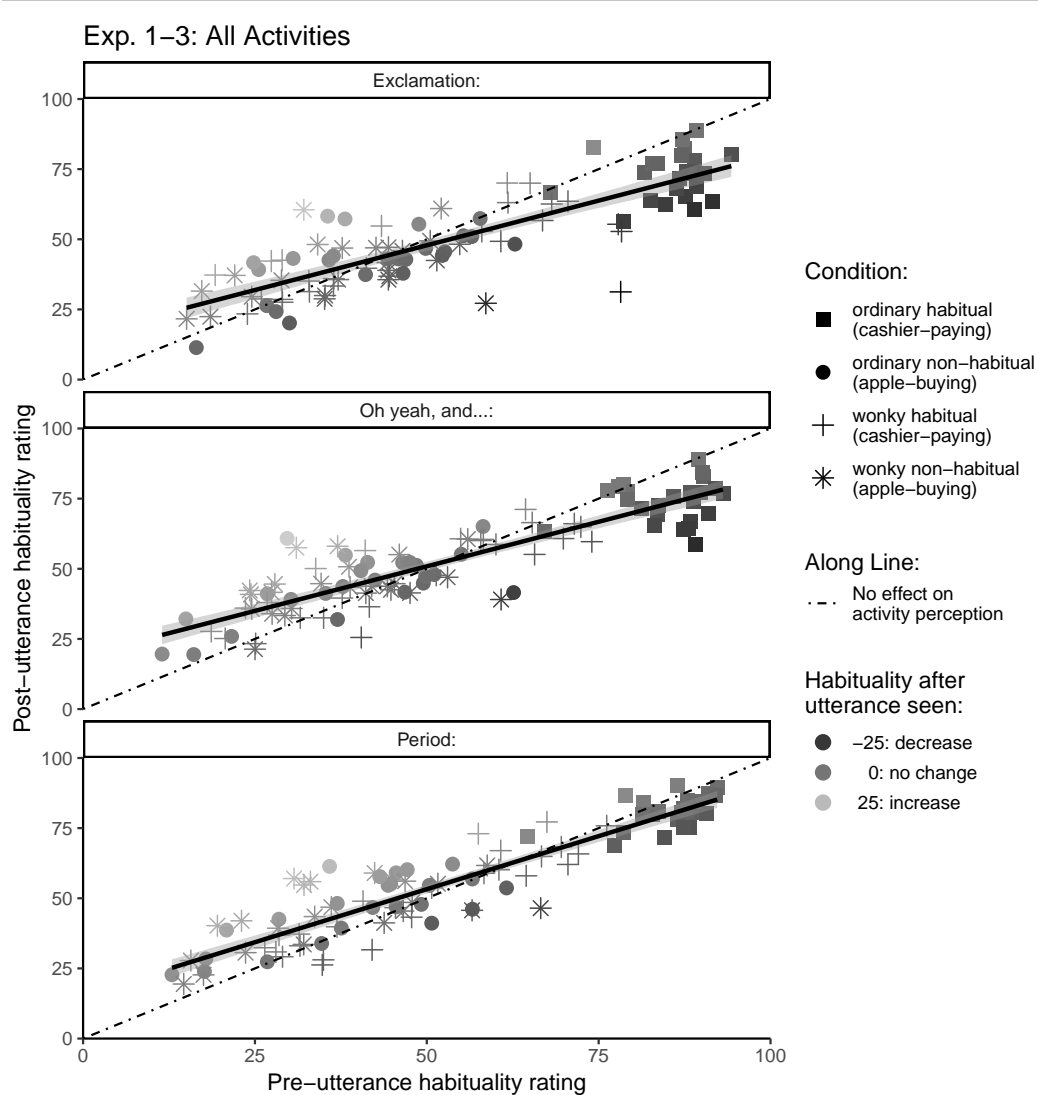 Exp. 1−3: All Activities
Exclamation:
100
75
50
25
0
Oh yeah, and...:
100
75
50
25
0
Period:
100
75
50
25
0
0 25 50 75 100
Pre−utterance habituality rating
Post−utterance habituality rating
Condition:
ordinary habitual
(cashier−paying)
ordinary non−habitual
(apple−buying)
wonky habitual
(cashier−paying)
wonky non−habitual
(apple−buying)
Along Line:
No effect on
activity perception
Habituality after
utterance seen:
−25: decrease
0: no change
25: increase